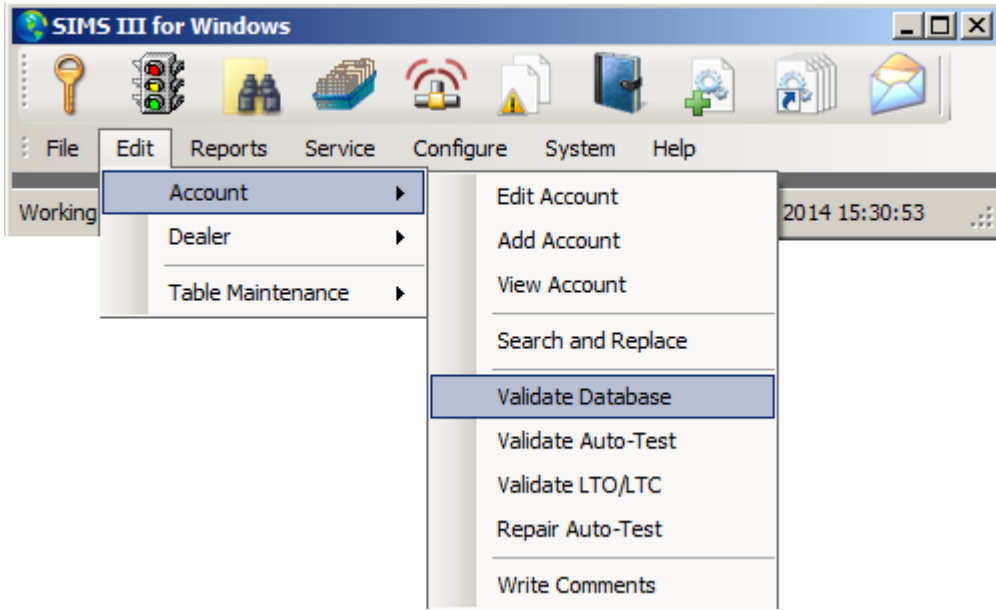 SIMS III for Windows
File Edit Reports Service Configure System Help
Working 2014 15:30:53
Account
Dealer
Table Maintenance
Edit Account
Add Account
View Account
Search and Replace
Validate Database
Validate Auto-Test
Validate LTO/LTC
Repair Auto-Test
Write Comments